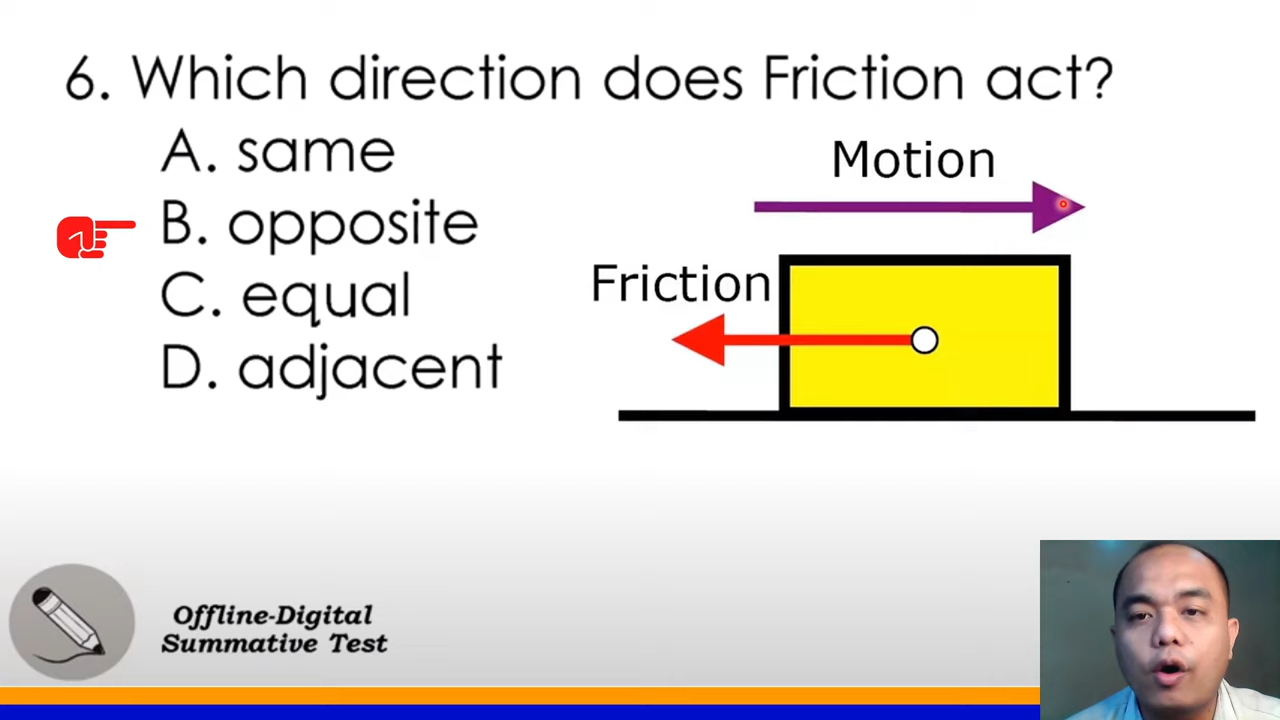 6. Which direction does Friction act?
A. same
B. opposite
C. equal
D. adjacent
Motion
Friction
Offline-Digital
Summative Test